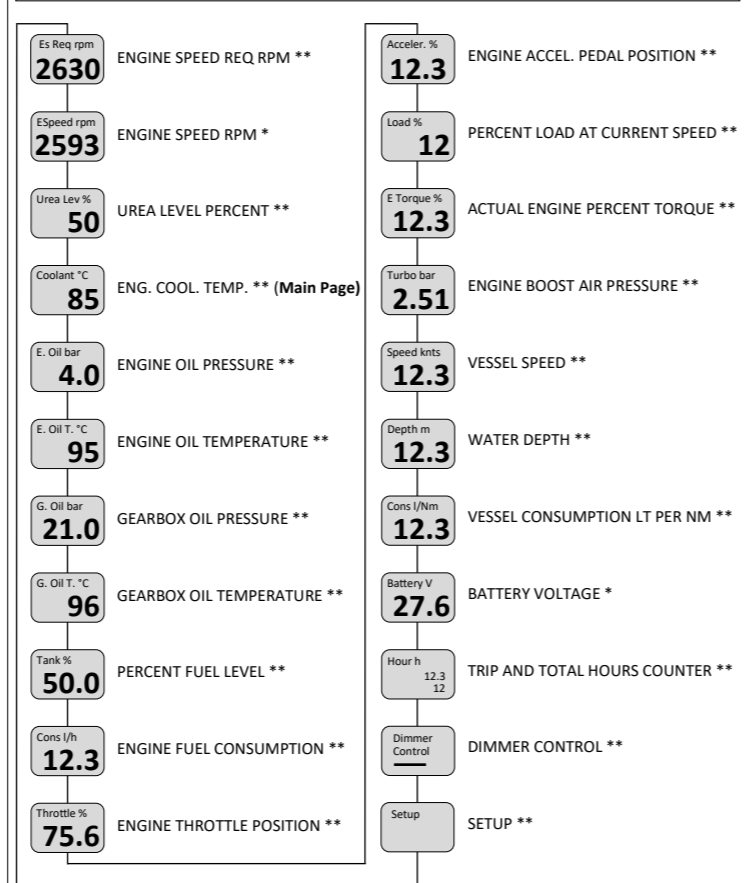 Es Req rpm
2630
ENGINE SPEED REQ RPM **
ESpeed rpm
2593
ENGINE SPEED RPM *
Urea Lev %
50
UREA LEVEL PERCENT **
Coolant °C
85
ENG. COOL. TEMP. ** (Main Page)
E. Oil bar
4.0
ENGINE OIL PRESSURE **
E. Oil T. °C
95
ENGINE OIL TEMPERATURE **
G. Oil bar
21.0
GEARBOX OIL PRESSURE **
G. Oil T. °C
96
GEARBOX OIL TEMPERATURE **
Tank %
50.0
PERCENT FUEL LEVEL **
Cons l/h
12.3
ENGINE FUEL CONSUMPTION **
Throttle %
75.6
ENGINE THROTTLE POSITION **
Acceler. %
12.3
ENGINE ACCEL. PEDAL POSITION **
Load %
12
PERCENT LOAD AT CURRENT SPEED **
E Torque %
12.3
ACTUAL ENGINE PERCENT TORQUE **
Turbo bar
2.51
ENGINE BOOST AIR PRESSURE **
Speed knts
12.3
VESSEL SPEED **
Depth m
12.3
WATER DEPTH **
Cons l/Nm
12.3
VESSEL CONSUMPTION LT PER NM **
Battery V
27.6
BATTERY VOLTAGE *
Hour h
12.3
12
TRIP AND TOTAL HOURS COUNTER **
Dimmer
Control
DIMMER CONTROL **
Setup
SETUP **